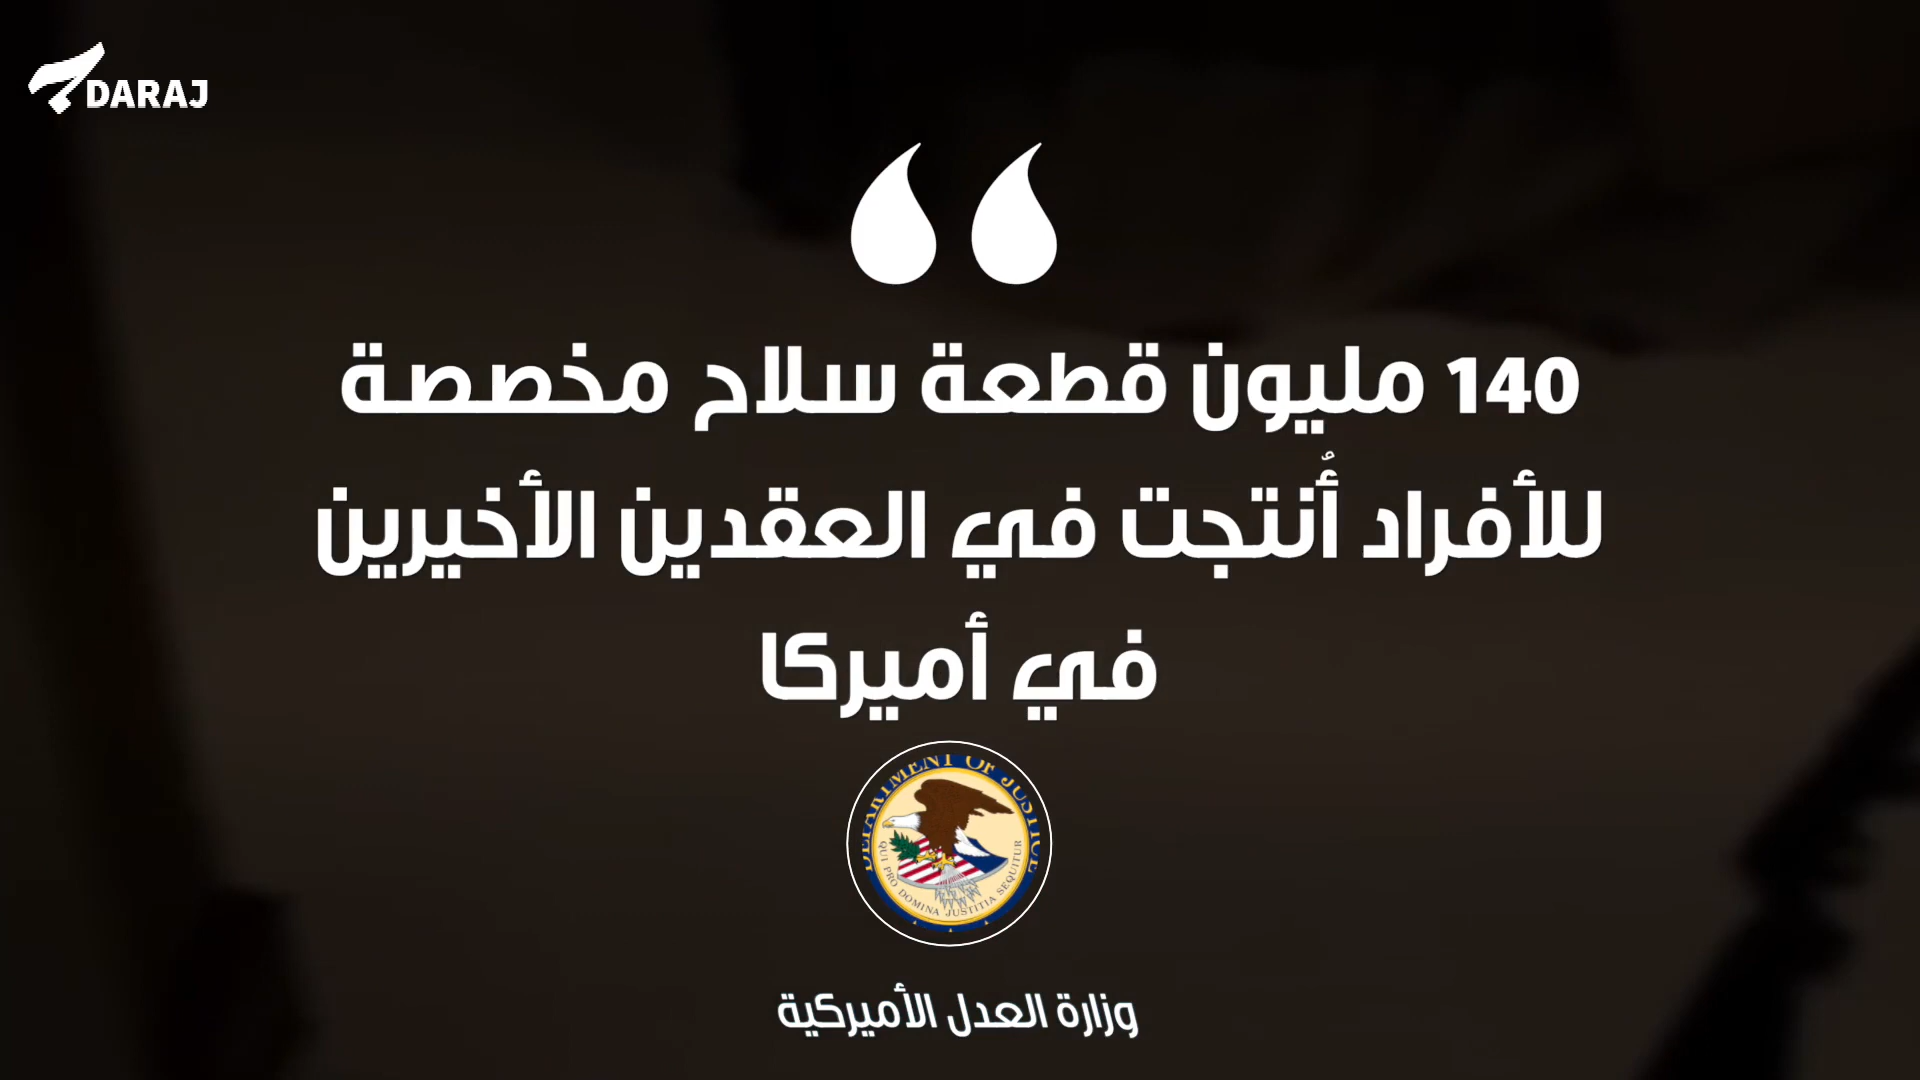 DARAJ
140 مليون قطعة سلاح مخصصة
للأفراد أُنتجت في العقدين الأخيرين
في أميركا
DEPARTMENT OF JUSTICE
QUI PRO DOMINA JUSTITIA SEQUITUR
وزارة العدل الأميركية